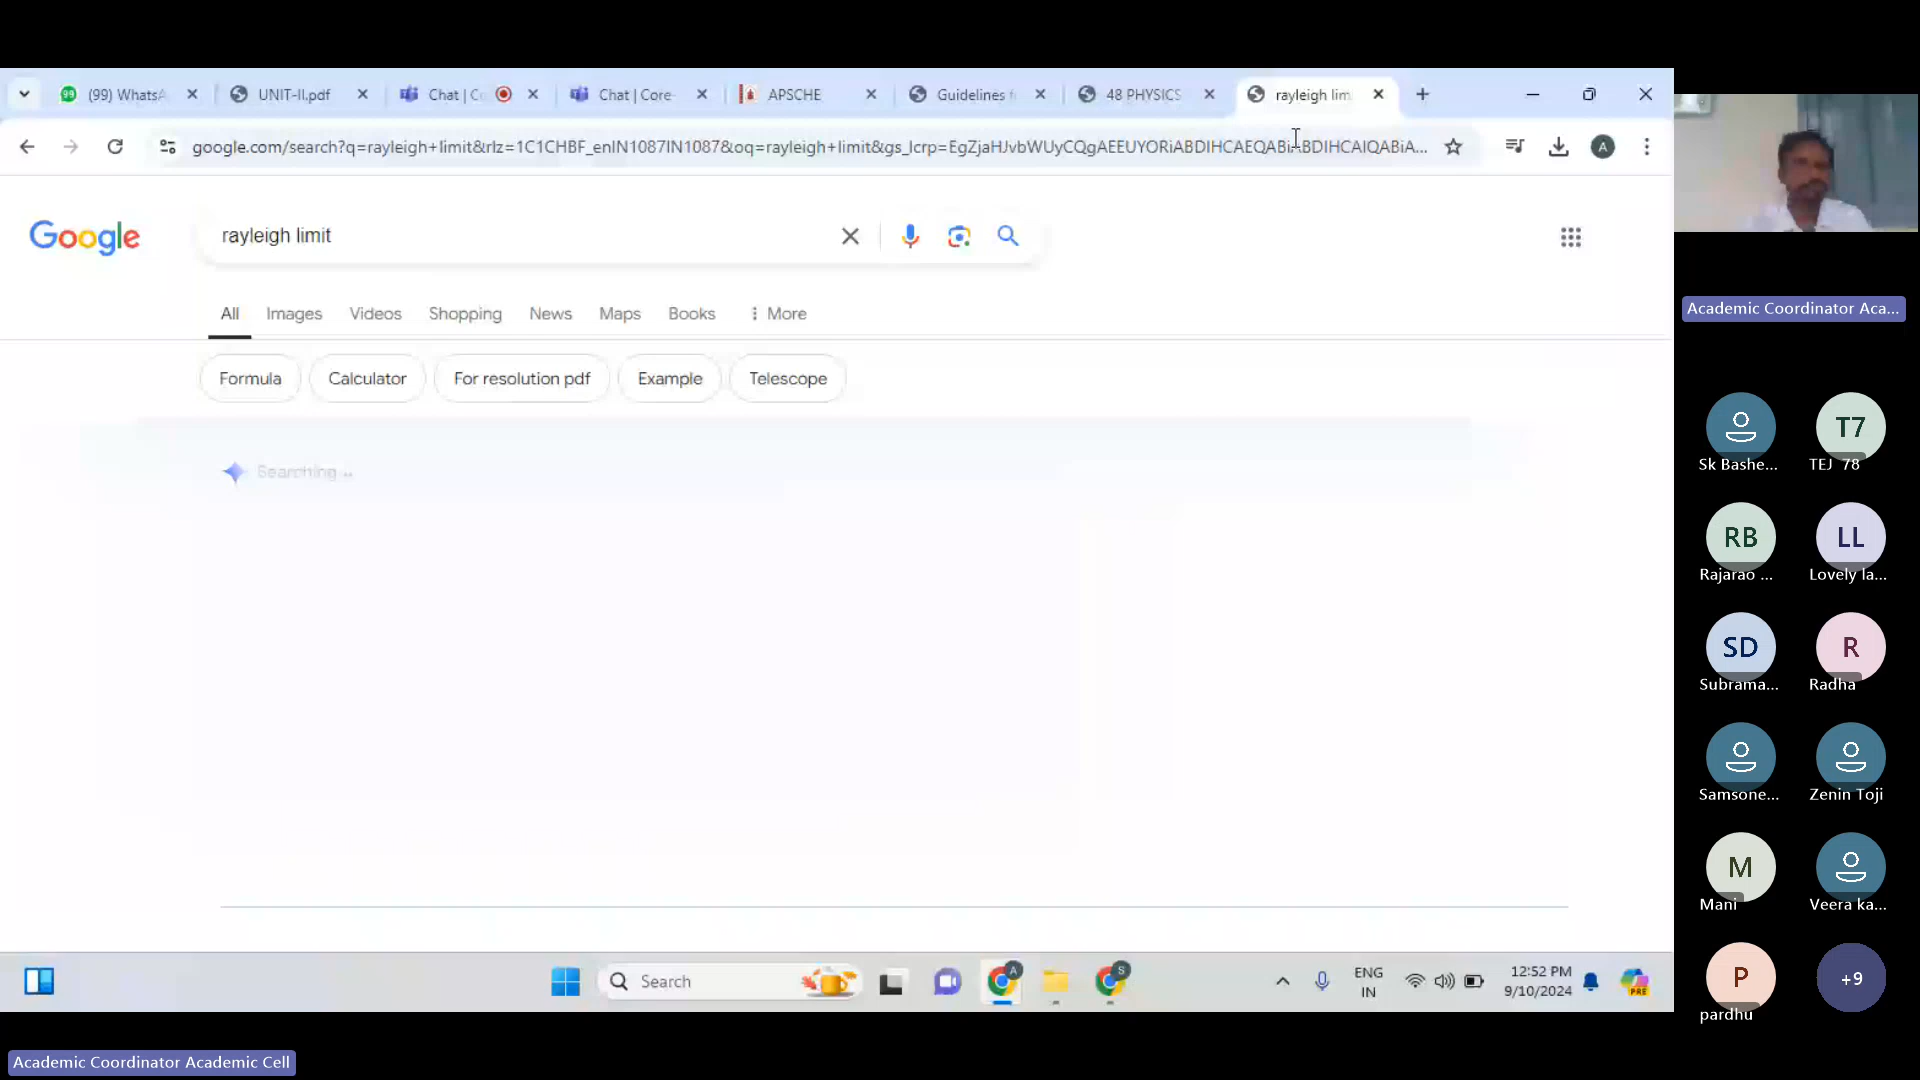 99
(99) Whats
UNIT-II.pdf
Chat | C
Chat | Core
APSCHE
Guidelines f
48 PHYSICS
rayleigh lim
google.com/search?q=rayleigh+limit&rlz=1C1CHBF_enIN1087IN1087&oq=rayleigh+limit&gs_lcrp=EgZjaHJvbWUyCQgAEEUYORiABDIHCAEQABiABDIHCAIQABiA...
A
Google
rayleigh limit
All
Images
Videos
Shopping
News
Maps
Books
More
Formula
Calculator
For resolution pdf
Example
Telescope
Searching ..
Academic Coordinator Aca...
Sk Bashe...
T7
TEJ 78
RB
Rajarao ...
LL
Lovely la...
SD
Subrama...
R
Radha
Samsone...
Zenin Toji
M
Mani
Veera ka...
P
pardhu
+9
Search
A
S
ENG
IN
12:52 PM
9/10/2024
PRE
Academic Coordinator Academic Cell